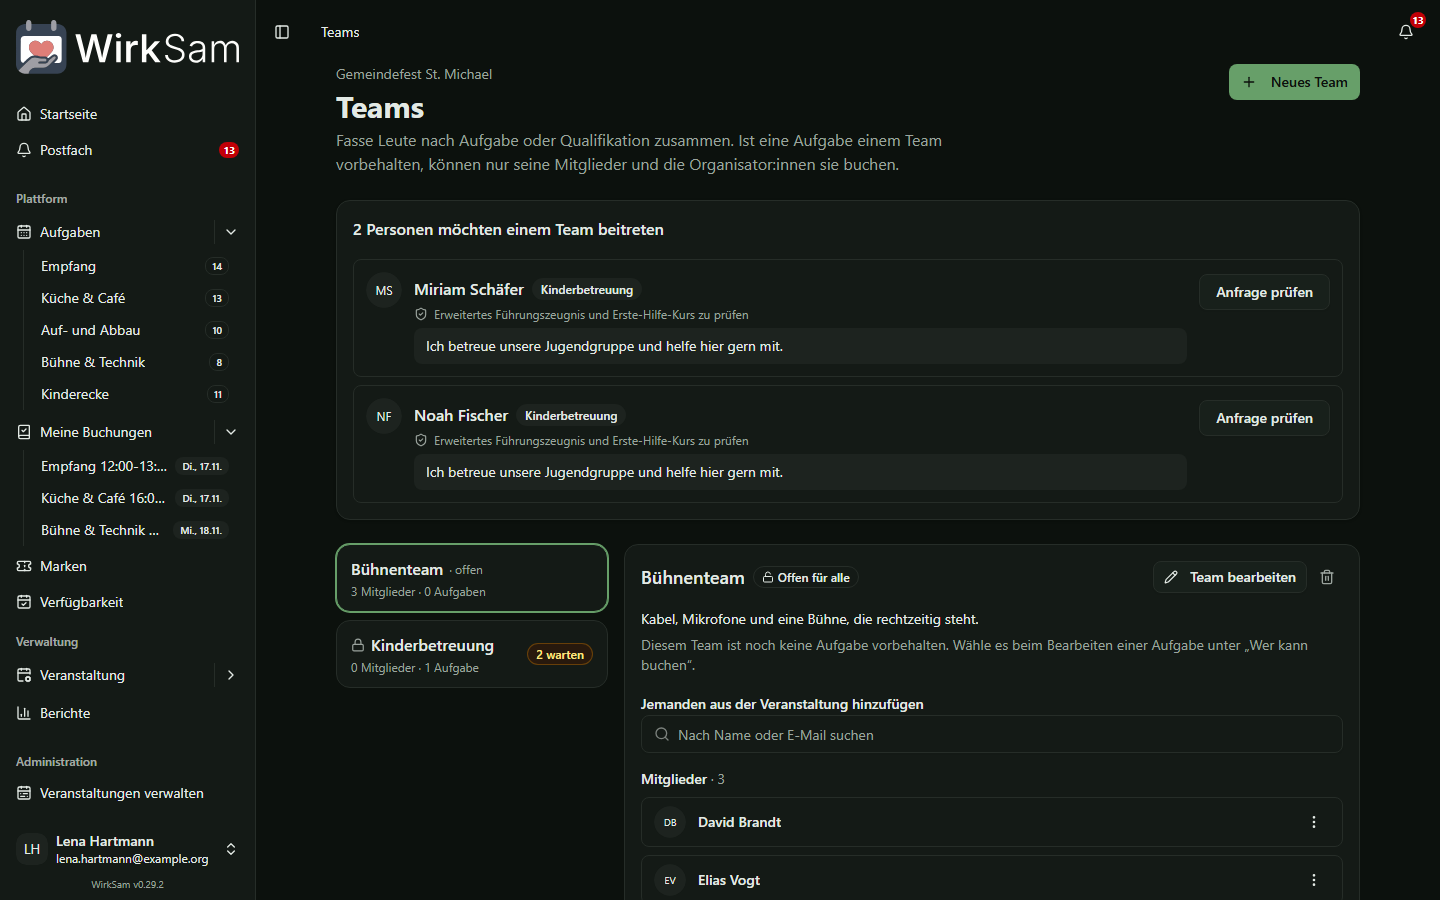 WirkSam
Startseite
Postfach 13
Plattform
Aufgaben
Empfang 14
Küche & Café 13
Auf- und Abbau 10
Bühne & Technik 8
Kinderecke 11
Meine Buchungen
Empfang 12:00-13:... Di., 17.11.
Küche & Café 16:0... Di., 17.11.
Bühne & Technik ... Mi., 18.11.
Marken
Verfügbarkeit
Verwaltung
Veranstaltung
Berichte
Administration
Veranstaltungen verwalten
LH
Lena Hartmann
lena.hartmann@example.org
WirkSam v0.29.2
Teams
13
Gemeindefest St. Michael
Teams
Neues Team
Fasse Leute nach Aufgabe oder Qualifikation zusammen. Ist eine Aufgabe einem Team
vorbehalten, können nur seine Mitglieder und die Organisator:innen sie buchen.
2 Personen möchten einem Team beitreten
MS
Miriam Schäfer Kinderbetreuung
Anfrage prüfen
Erweitertes Führungszeugnis und Erste-Hilfe-Kurs zu prüfen
Ich betreue unsere Jugendgruppe und helfe hier gern mit.
NF
Noah Fischer Kinderbetreuung
Anfrage prüfen
Erweitertes Führungszeugnis und Erste-Hilfe-Kurs zu prüfen
Ich betreue unsere Jugendgruppe und helfe hier gern mit.
Bühnenteam · offen
3 Mitglieder · 0 Aufgaben
Kinderbetreuung
0 Mitglieder · 1 Aufgabe
2 warten
Bühnenteam Offen für alle
Team bearbeiten
Kabel, Mikrofone und eine Bühne, die rechtzeitig steht.
Diesem Team ist noch keine Aufgabe vorbehalten. Wähle es beim Bearbeiten einer Aufgabe unter „Wer kann
buchen“.
Jemanden aus der Veranstaltung hinzufügen
Nach Name oder E-Mail suchen
Mitglieder · 3
DB David Brandt
EV Elias Vogt